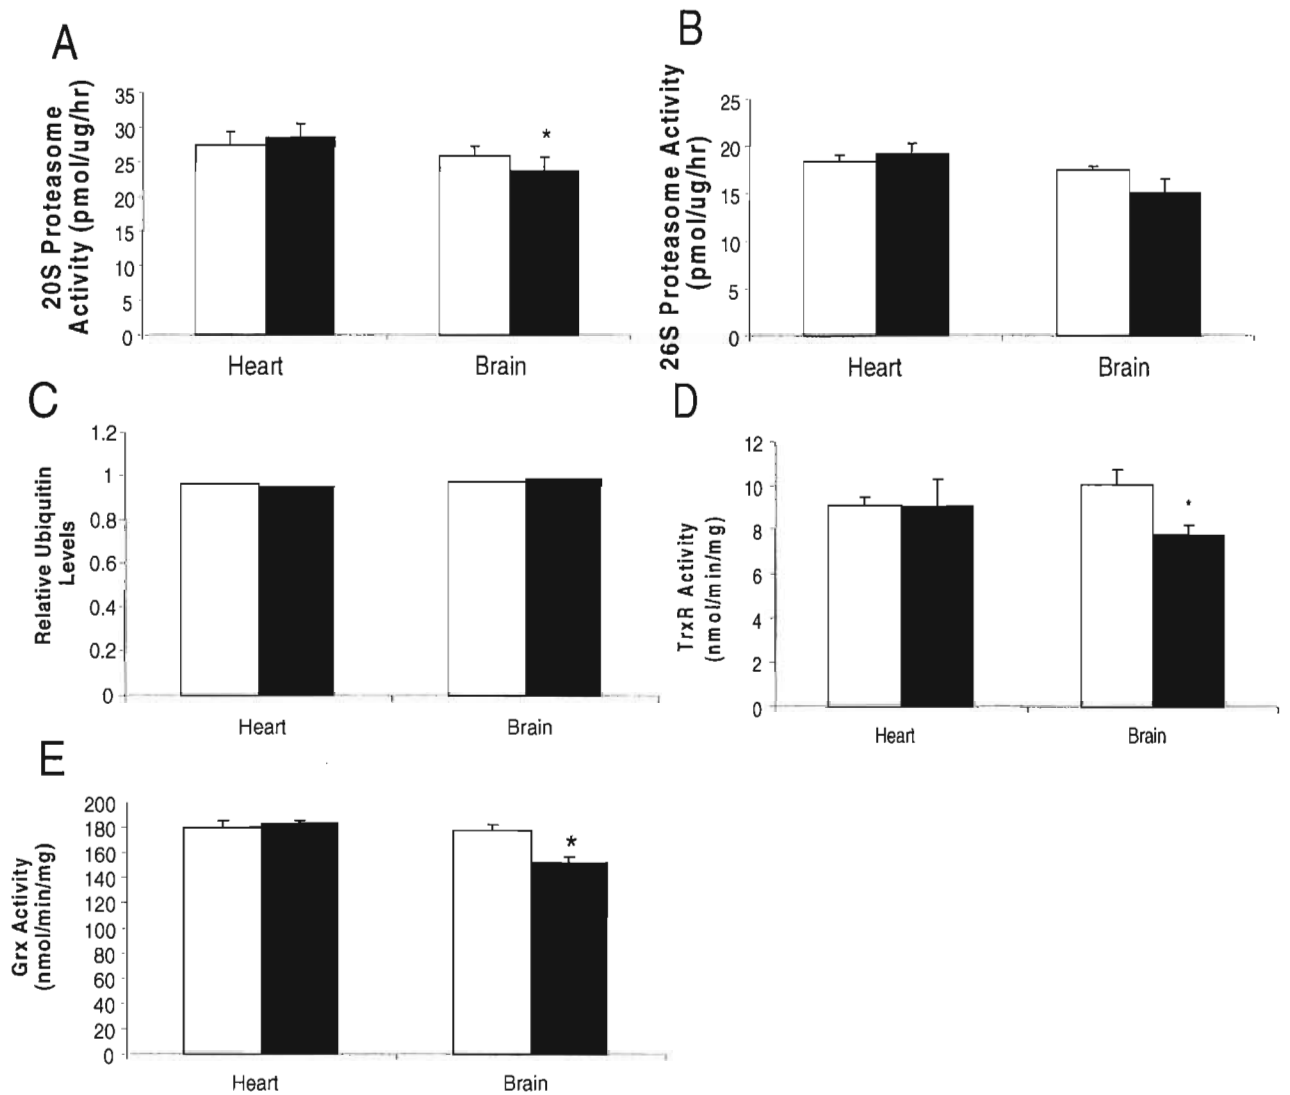 A
20S Proteasome
Activity (pmol/ug/hr)
35
30
25
20
15
10
5
0
*
Heart
Brain
B
26S Proteasome Activity
(pmol/ug/hr)
25
20
15
10
5
0
Heart
Brain
C
Relative Ubiquitin
Levels
1.2
1
0.8
0.6
0.4
0.2
0
Heart
Brain
D
TrxR Activity
(nmol/min/mg)
12
10
8
6
4
2
0
*
Heart
Brain
E
Grx Activity
(nmol/min/mg)
200
180
160
140
120
100
80
60
40
20
0
*
Heart
Brain